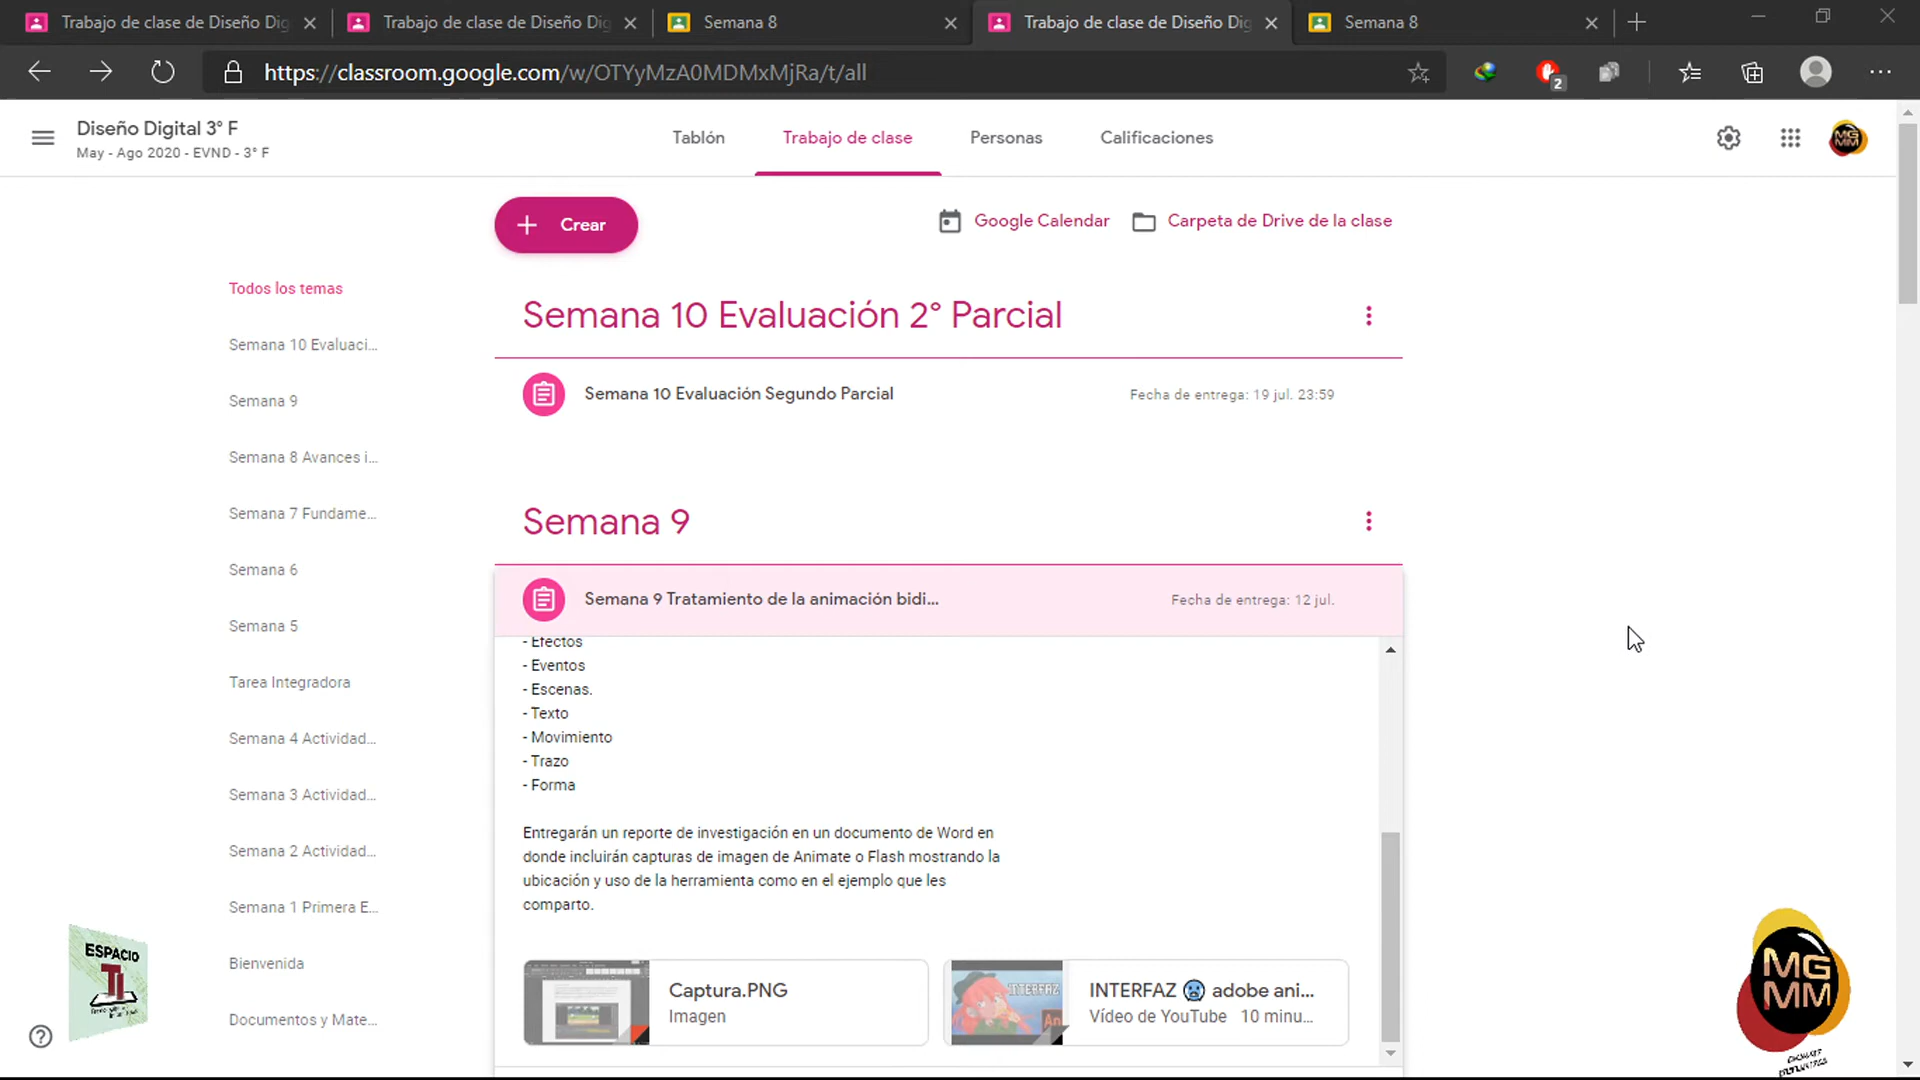 Trabajo de clase de Diseño Dig
Trabajo de clase de Diseño Dig
Semana 8
Trabajo de clase de Diseño Dig
Semana 8
https://classroom.google.com/w/OTYyMzA0MDMxMjRa/t/all
2
Diseño Digital 3° F
May - Ago 2020 - EVND - 3° F
Tablón
Trabajo de clase
Personas
Calificaciones
MG
MM
Crear
Google Calendar
Carpeta de Drive de la clase
Todos los temas
Semana 10 Evaluaci...
Semana 9
Semana 8 Avances i...
Semana 7 Fundame...
Semana 6
Semana 5
Tarea Integradora
Semana 4 Actividad...
Semana 3 Actividad...
Semana 2 Actividad...
Semana 1 Primera E...
Bienvenida
Documentos y Mate...
Semana 10 Evaluación 2° Parcial
Semana 10 Evaluación Segundo Parcial
Fecha de entrega: 19 jul. 23:59
Semana 9
Semana 9 Tratamiento de la animación bidi...
Fecha de entrega: 12 jul.
- Efectos
- Eventos
- Escenas.
- Texto
- Movimiento
- Trazo
- Forma
Entregarán un reporte de investigación en un documento de Word en
donde incluirán capturas de imagen de Animate o Flash mostrando la
ubicación y uso de la herramienta como en el ejemplo que les
comparto.
Captura.PNG
Imagen
INTERFAZ
An
INTERFAZ 😨 adobe ani...
Vídeo de YouTube 10 minu...
ESPACIO
TI
MG
MM